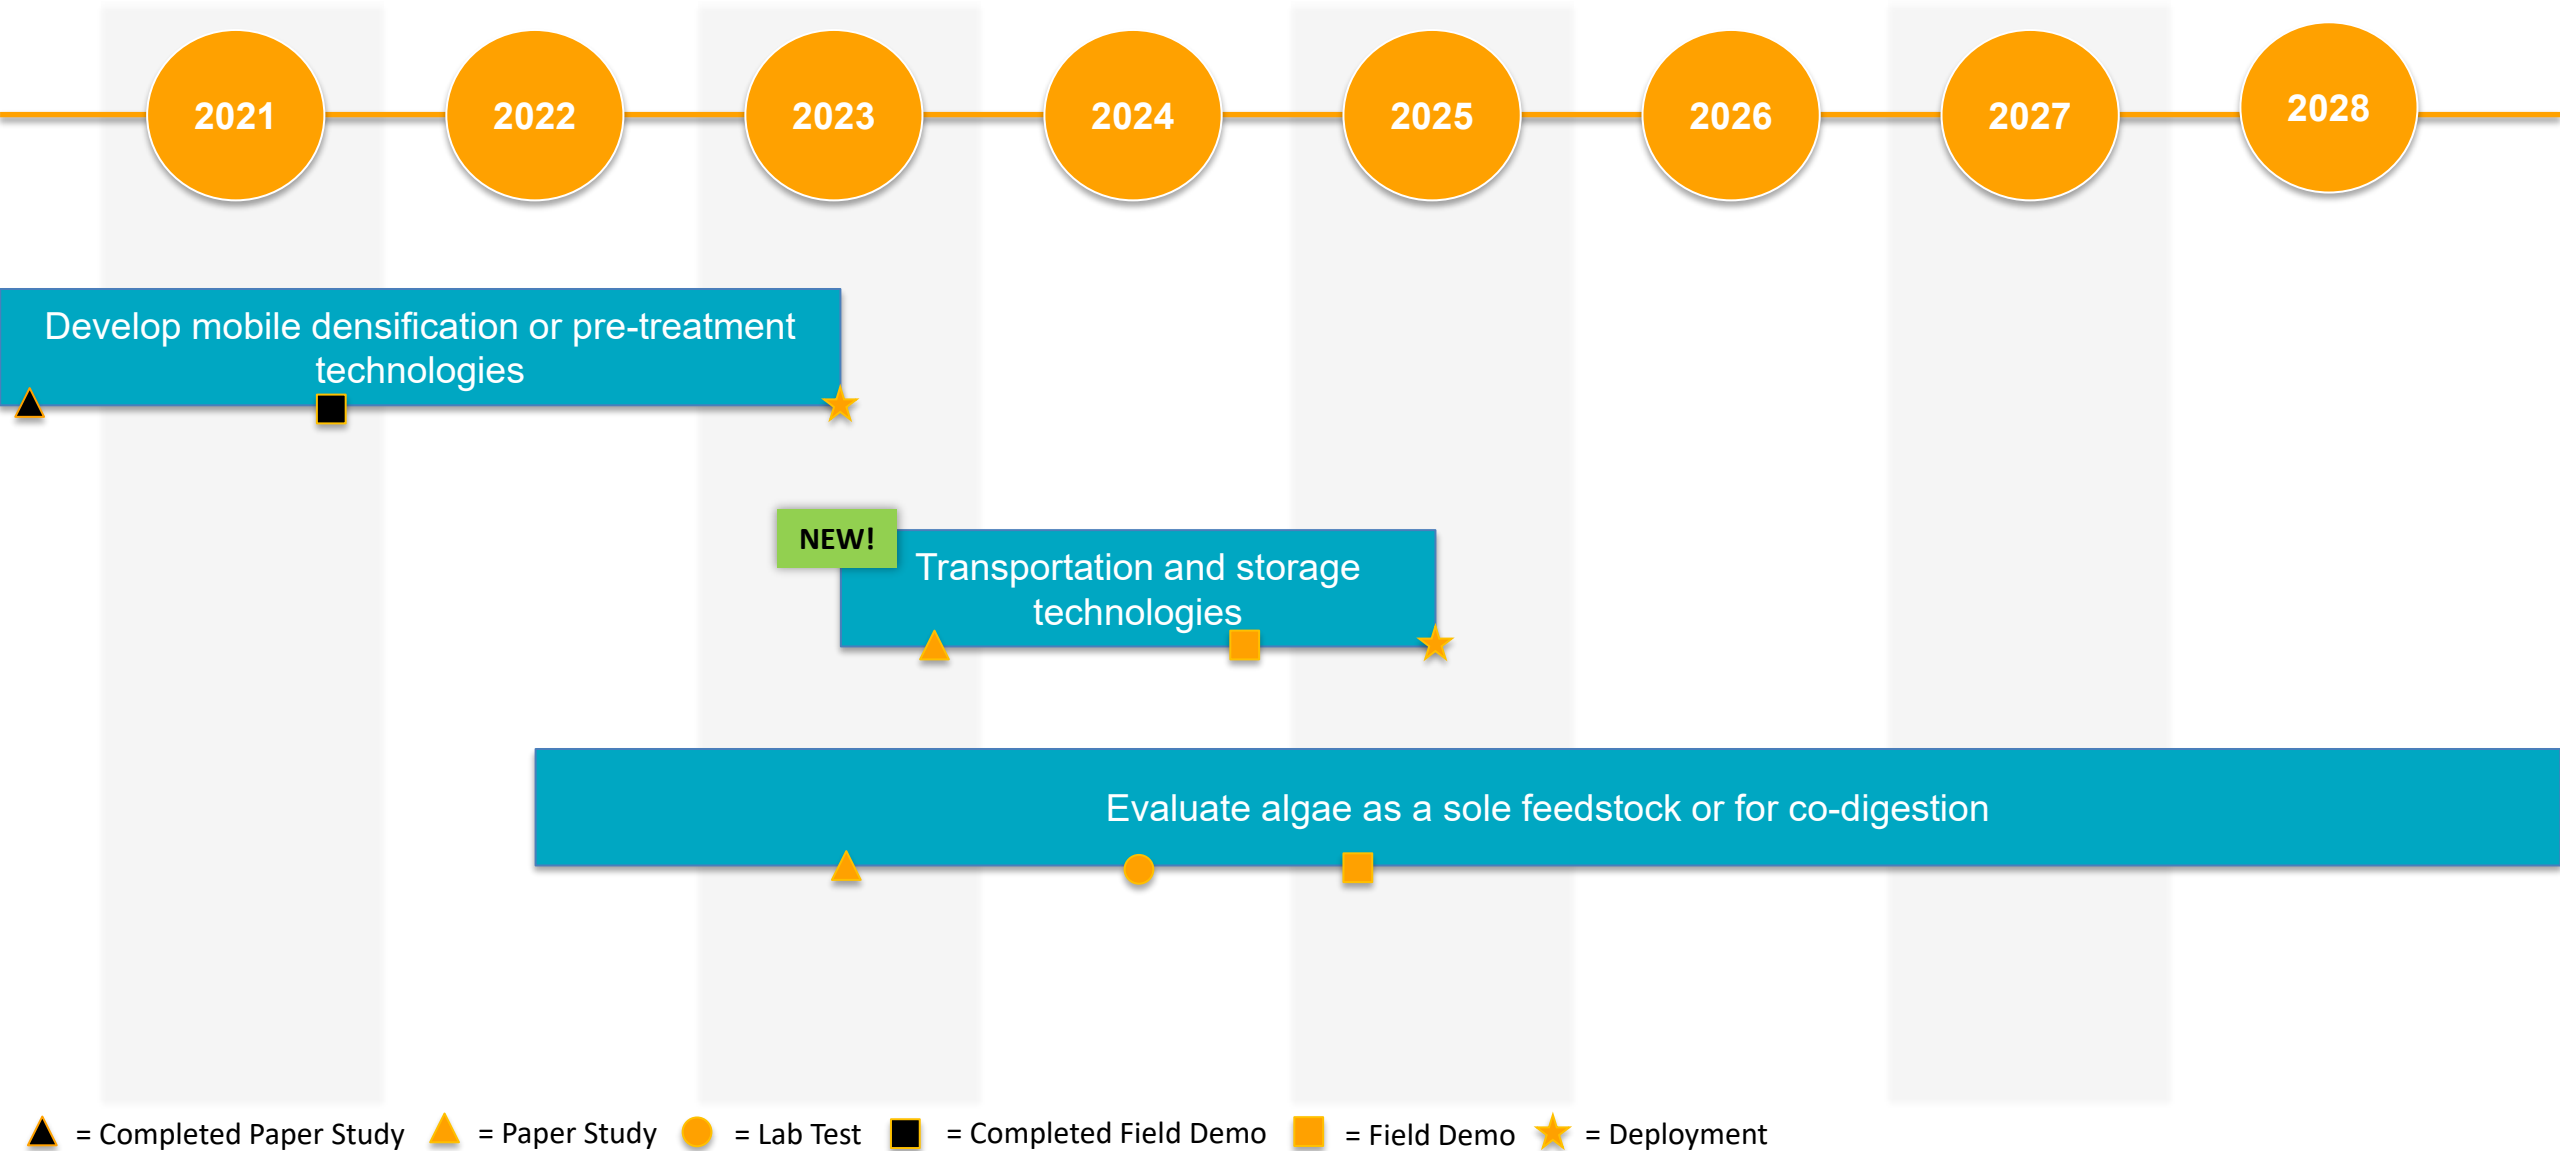 2021 2022 2023 2024 2025 2026 2027 2028
Develop mobile densification or pre-treatment
technologies
NEW!
Transportation and storage
technologies
Evaluate algae as a sole feedstock or for co-digestion
= Completed Paper Study = Paper Study = Lab Test = Completed Field Demo = Field Demo = Deployment